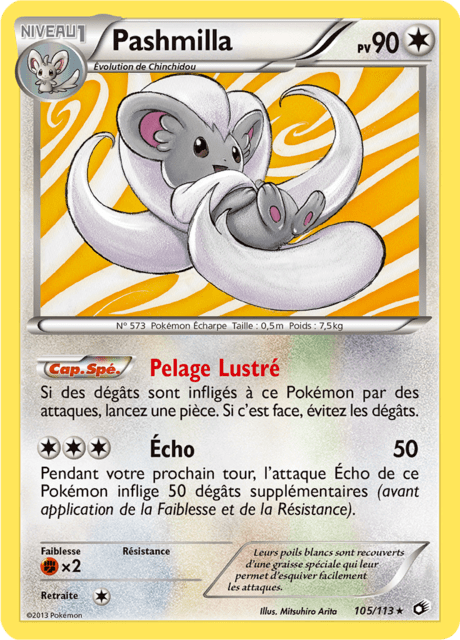 NIVEAU 1
Pashmilla
PV 90
Évolution de Chinchidou
N° 573 Pokémon Écharpe Taille : 0,5m Poids : 7,5kg
Cap. Spé. Pelage Lustré
Si des dégâts sont infligés à ce Pokémon par des
attaques, lancez une pièce. Si c'est face, évitez les dégâts.
Écho 50
Pendant votre prochain tour, l'attaque Écho de ce
Pokémon inflige 50 dégâts supplémentaires (avant
application de la Faiblesse et de la Résistance).
Faiblesse Résistance
×2
Retraite
Leurs poils blancs sont recouverts
d'une graisse spéciale qui leur
permet d'esquiver facilement
les attaques.
©2013 Pokémon
Illus. Mitsuhiro Arita
105/113 ★